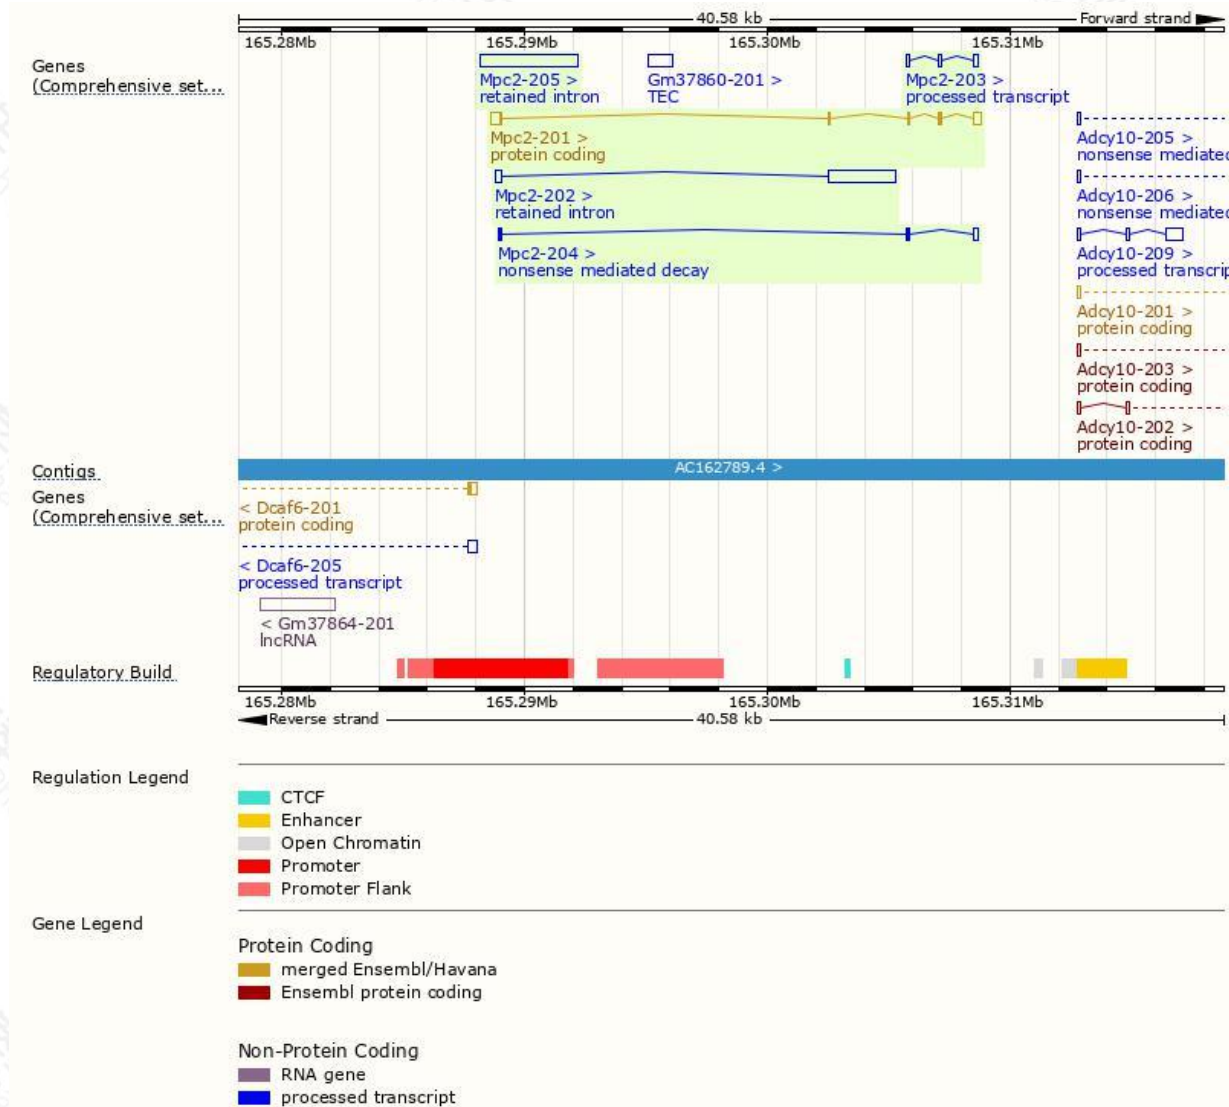 40.58 kb
Forward strand
165.28Mb 165.29Mb 165.30Mb 165.31Mb
Genes
(Comprehensive set...
Mpc2-205 >
retained intron
Gm37860-201 >
TEC
Mpc2-203 >
processed transcript
Mpc2-201 >
protein coding
Adcy10-205 >
nonsense mediated
Mpc2-202 >
retained intron
Adcy10-206 >
nonsense mediated
Mpc2-204 >
nonsense mediated decay
Adcy10-209 >
processed transcrip
Adcy10-201 >
protein coding
Adcy10-203 >
protein coding
Adcy10-202 >
protein coding
Contigs
AC162789.4 >
Genes
(Comprehensive set...
< Dcaf6-201
protein coding
< Dcaf6-205
processed transcript
< Gm37864-201
lncRNA
Regulatory Build
165.28Mb 165.29Mb 165.30Mb 165.31Mb
Reverse strand
40.58 kb
Regulation Legend
CTCF
Enhancer
Open Chromatin
Promoter
Promoter Flank
Gene Legend
Protein Coding
merged Ensembl/Havana
Ensembl protein coding
Non-Protein Coding
RNA gene
processed transcript